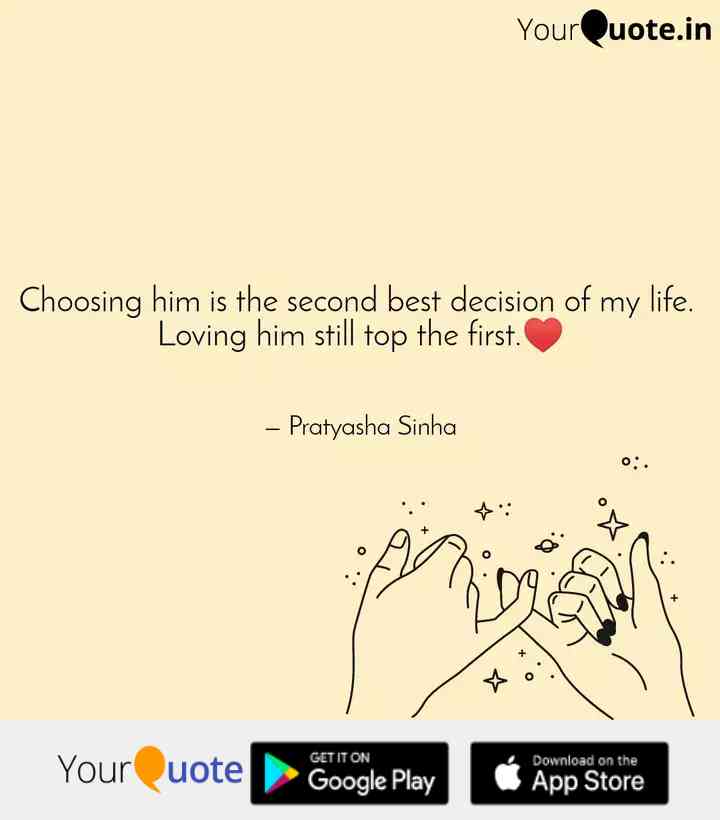 YourQuote.in
Choosing him is the second best decision of my life.
Loving him still top the first.❤️
– Pratyasha Sinha
YourQuote
GET IT ON
Google Play
Download on the
App Store